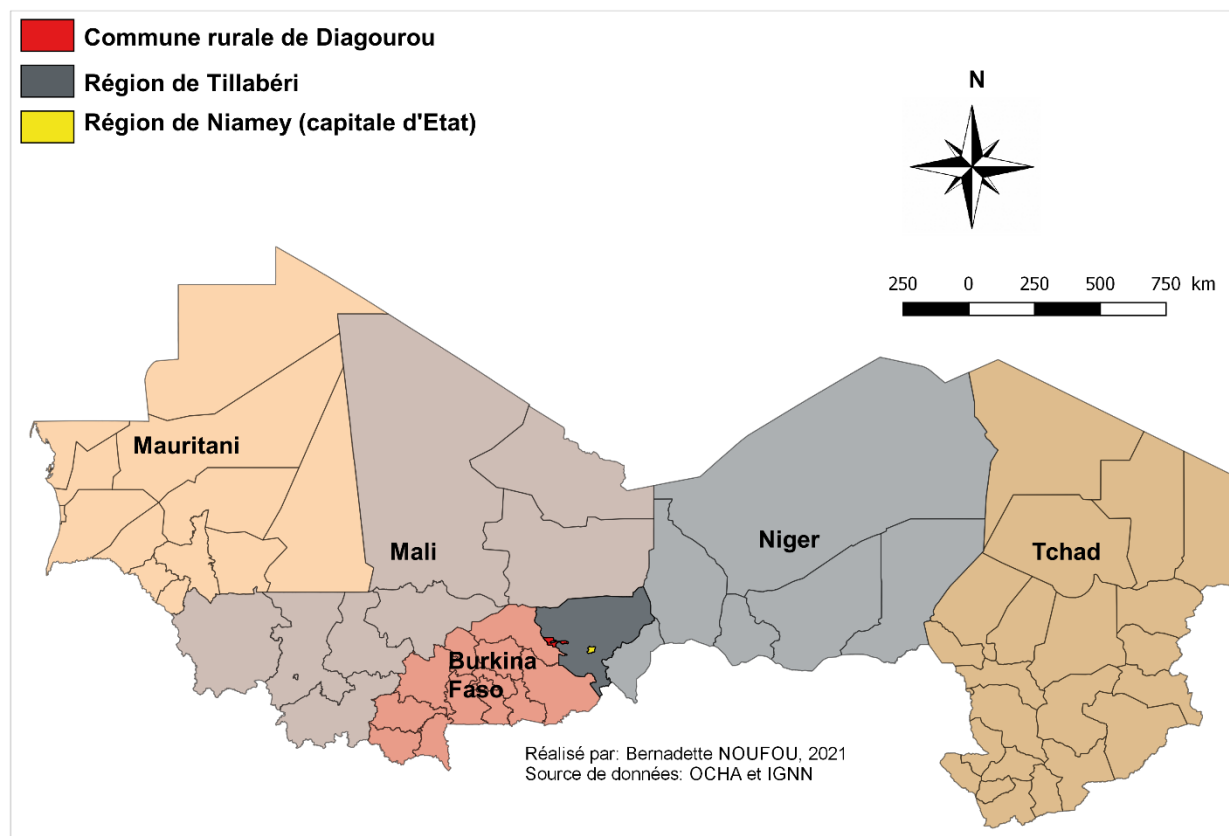 Commune rurale de Diagourou
Région de Tillabéri
Région de Niamey (capitale d'Etat)
N
250 0 250 500 750 km
Mauritani
Mali
Niger
Tchad
Burkina
Faso
Réalisé par: Bernadette NOUFOU, 2021
Source de données: OCHA et IGNN